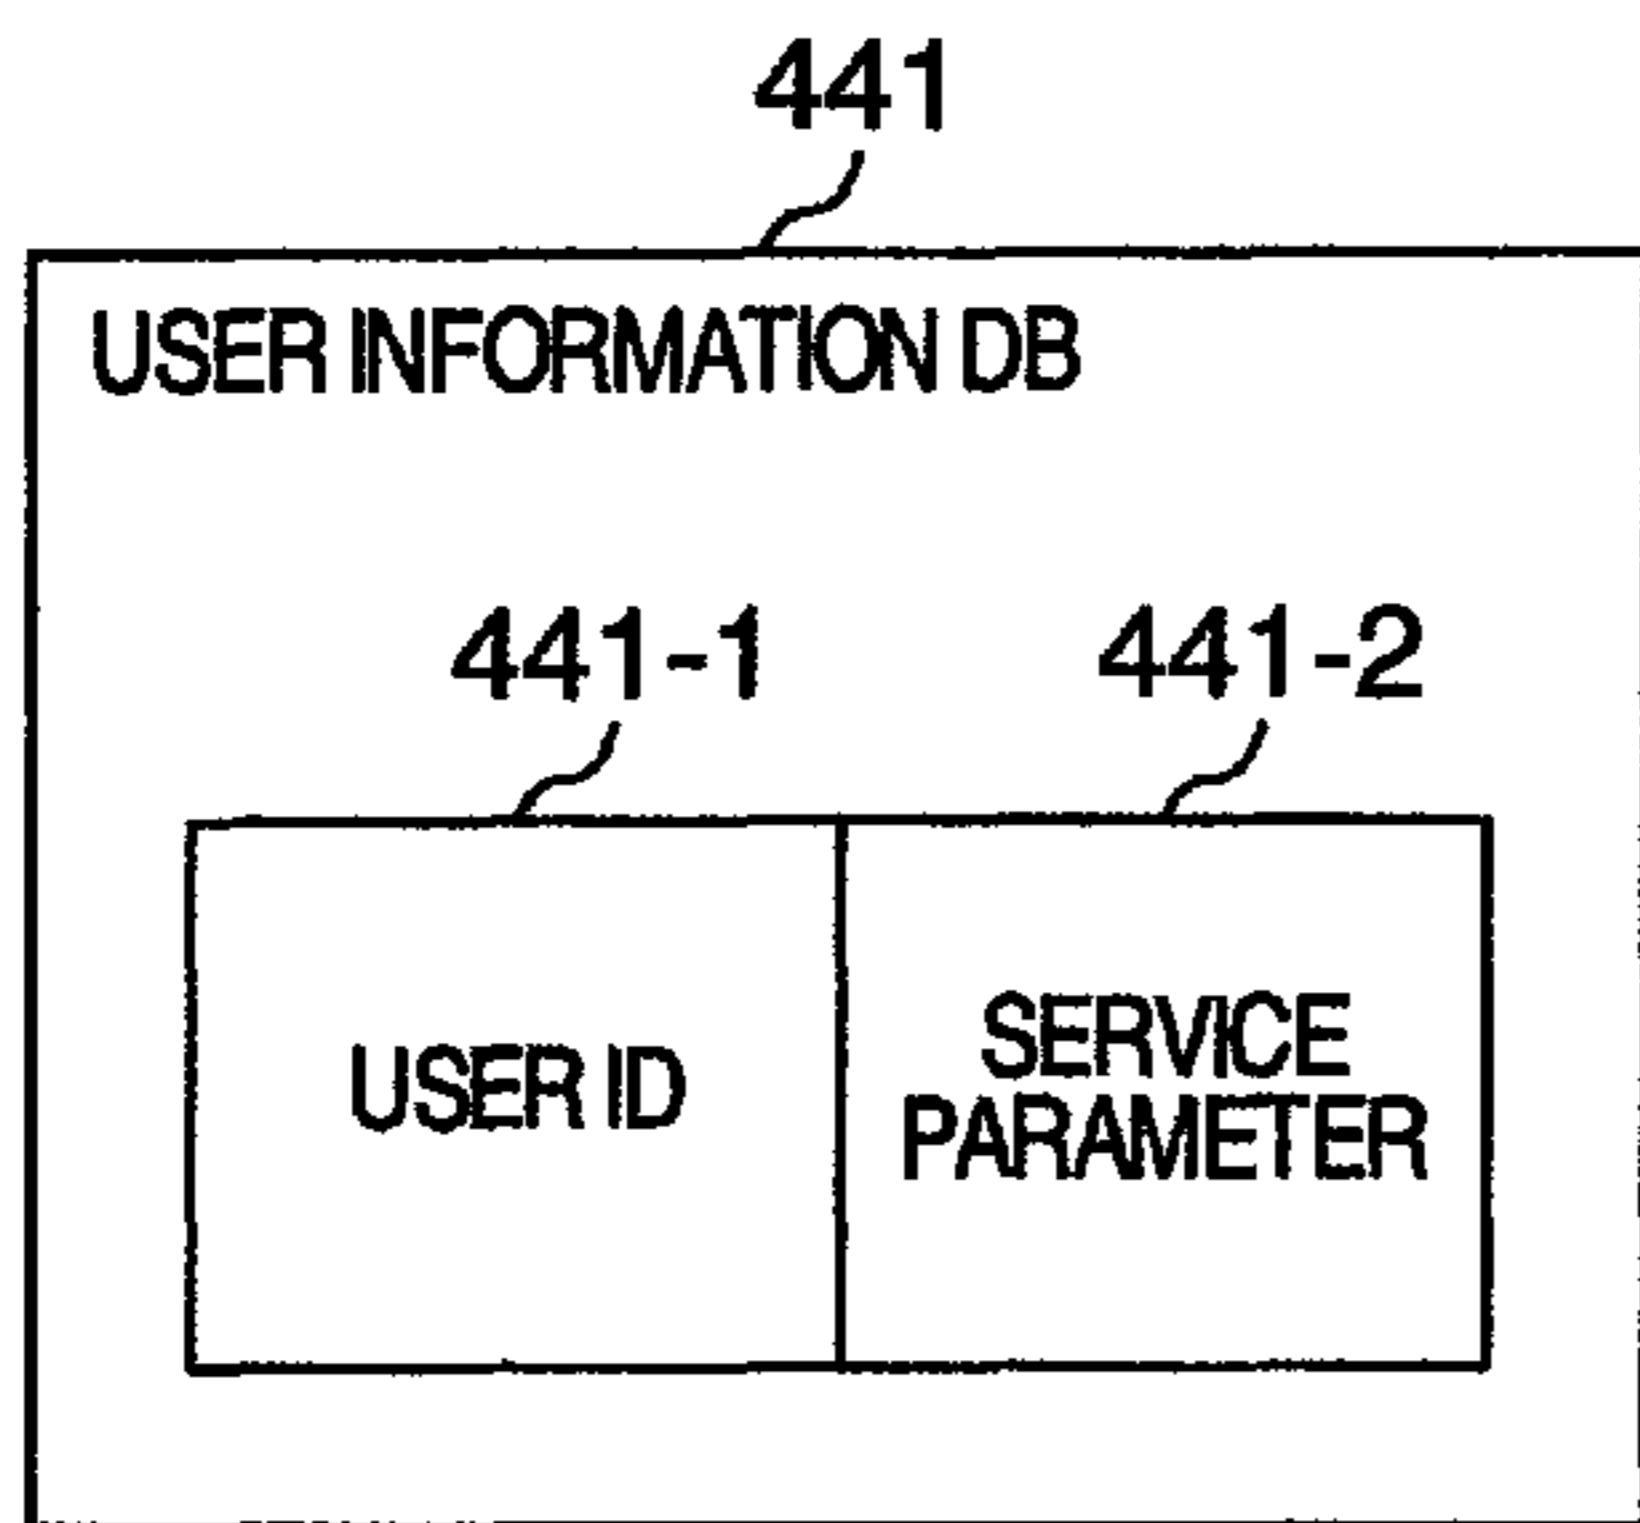 441
USER INFORMATION DB
441-1 441-2
USER ID
SERVICE
PARAMETER